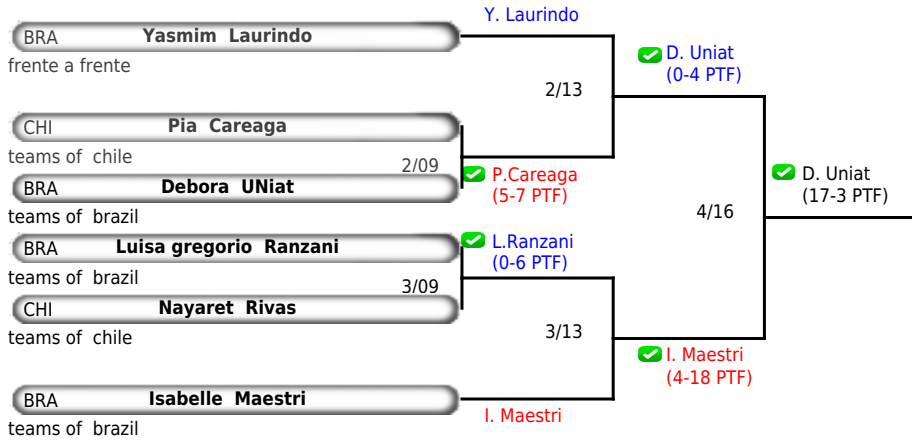 Y. Laurindo
BRA Yasmim Laurindo
frente a frente
D. Uniat
(0-4 PTF)
2/13
CHI Pia Careaga
teams of chile
2/09
P.Careaga
(5-7 PTF)
BRA Debora UNiat
teams of brazil
D. Uniat
(17-3 PTF)
4/16
BRA Luisa gregorio Ranzani
teams of brazil
L.Ranzani
(0-6 PTF)
3/09
CHI Nayaret Rivas
teams of chile
3/13
I. Maestri
(4-18 PTF)
BRA Isabelle Maestri
teams of brazil
I. Maestri